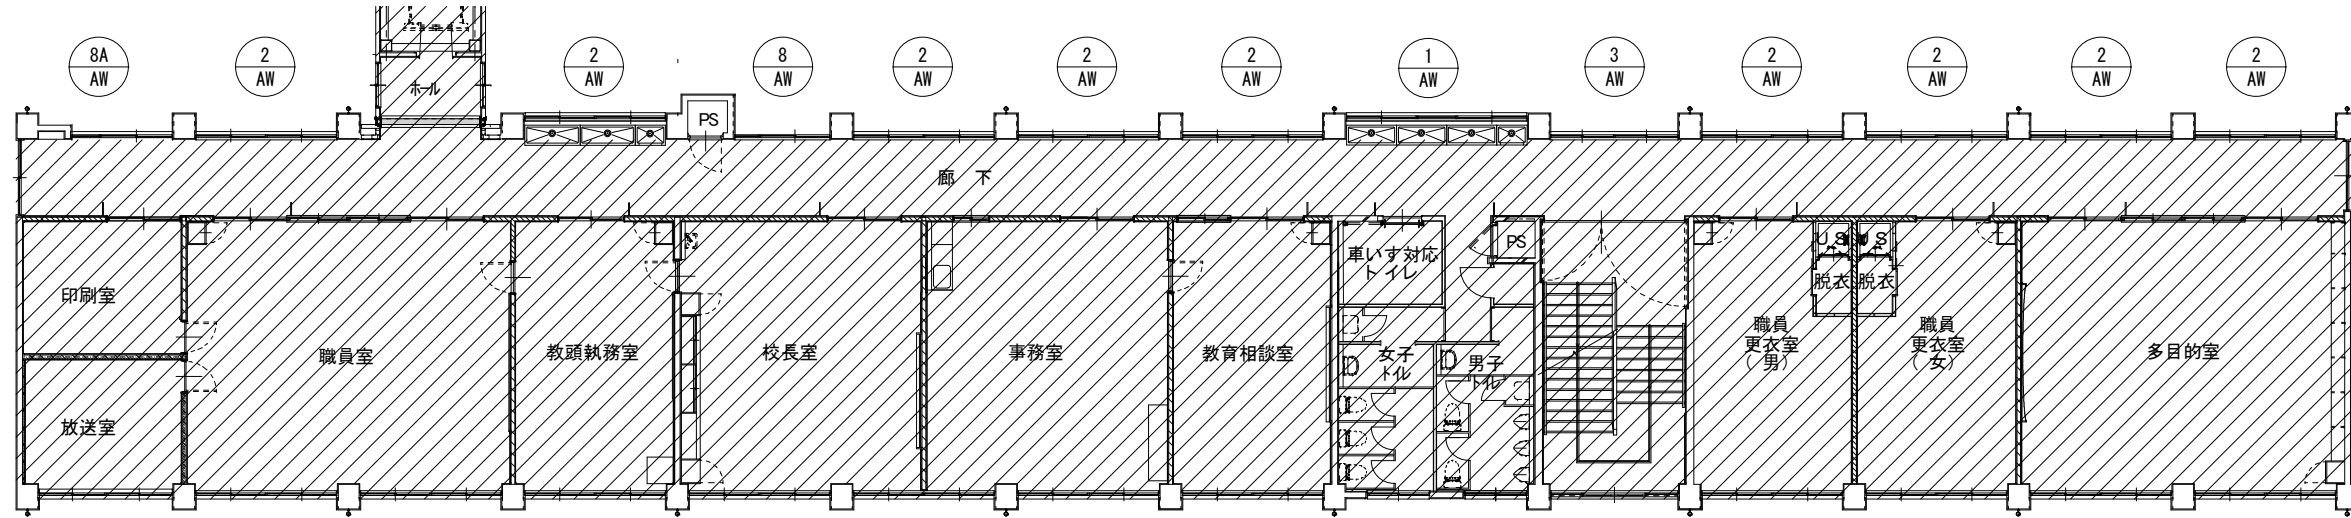 8A
AW
2
AW
2
AW
8
AW
2
AW
2
AW
2
AW
1
AW
3
AW
2
AW
2
AW
2
AW
2
AW
ホール
PS
廊 下
印刷室
放送室
職員室
教頭執務室
校長室
事務室
教育相談室
車いす対応
トイレ
PS
女子
トイレ
男子
トイレ
US
脱衣
US
脱衣
職員
更衣室
(男)
職員
更衣室
(女)
多目的室